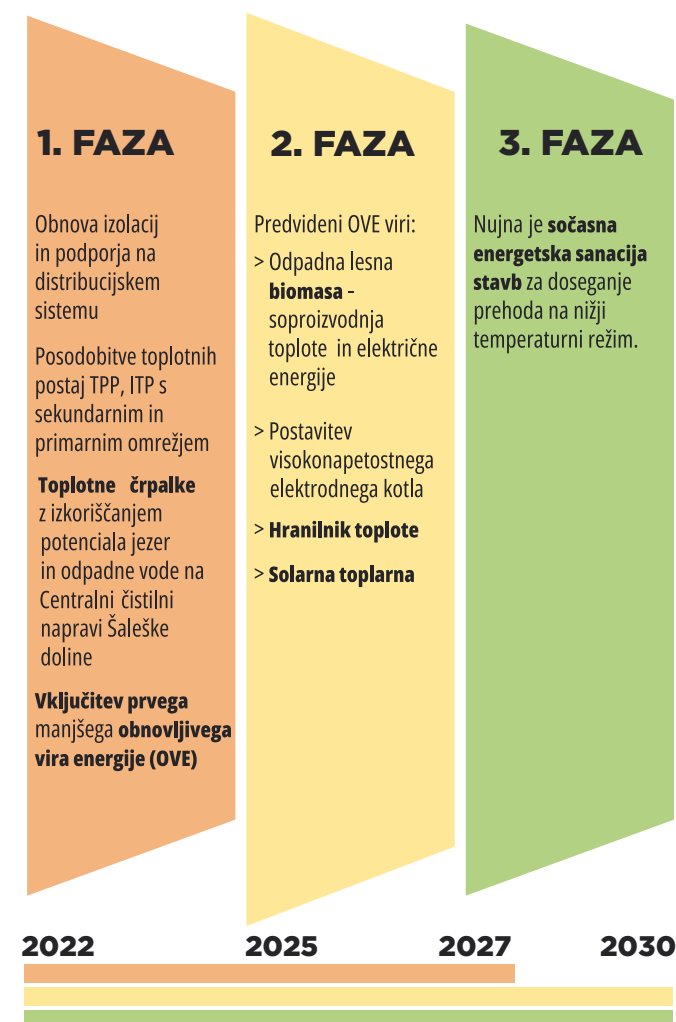 1. FAZA
Obnova izolacij
in podporja na
distribucijskem
sistemu
Posodobitve toplotnih
postaj TPP, ITP s
sekundarnim in
primarnim omrežjem
Toplotne črpalke
z izkoriščanjem
potenciala jezer
in odpadne vode na
Centralni čistilni
napravi Šaleške
doline
Vključitev prvega
manjšega obnovljivega
vira energije (OVE)
2. FAZA
Predvideni OVE viri:
> Odpadna lesna
biomasa -
soproizvodnja
toplote in električne
energije
> Postavitev
visokonapetostnega
elektrodnega kotla
> Hranilnik toplote
> Solarna toplarna
3. FAZA
Nujna je sočasna
energetska sanacija
stavb za doseganje
prehoda na nižji
temperaturni režim.
2022 2025 2027 2030